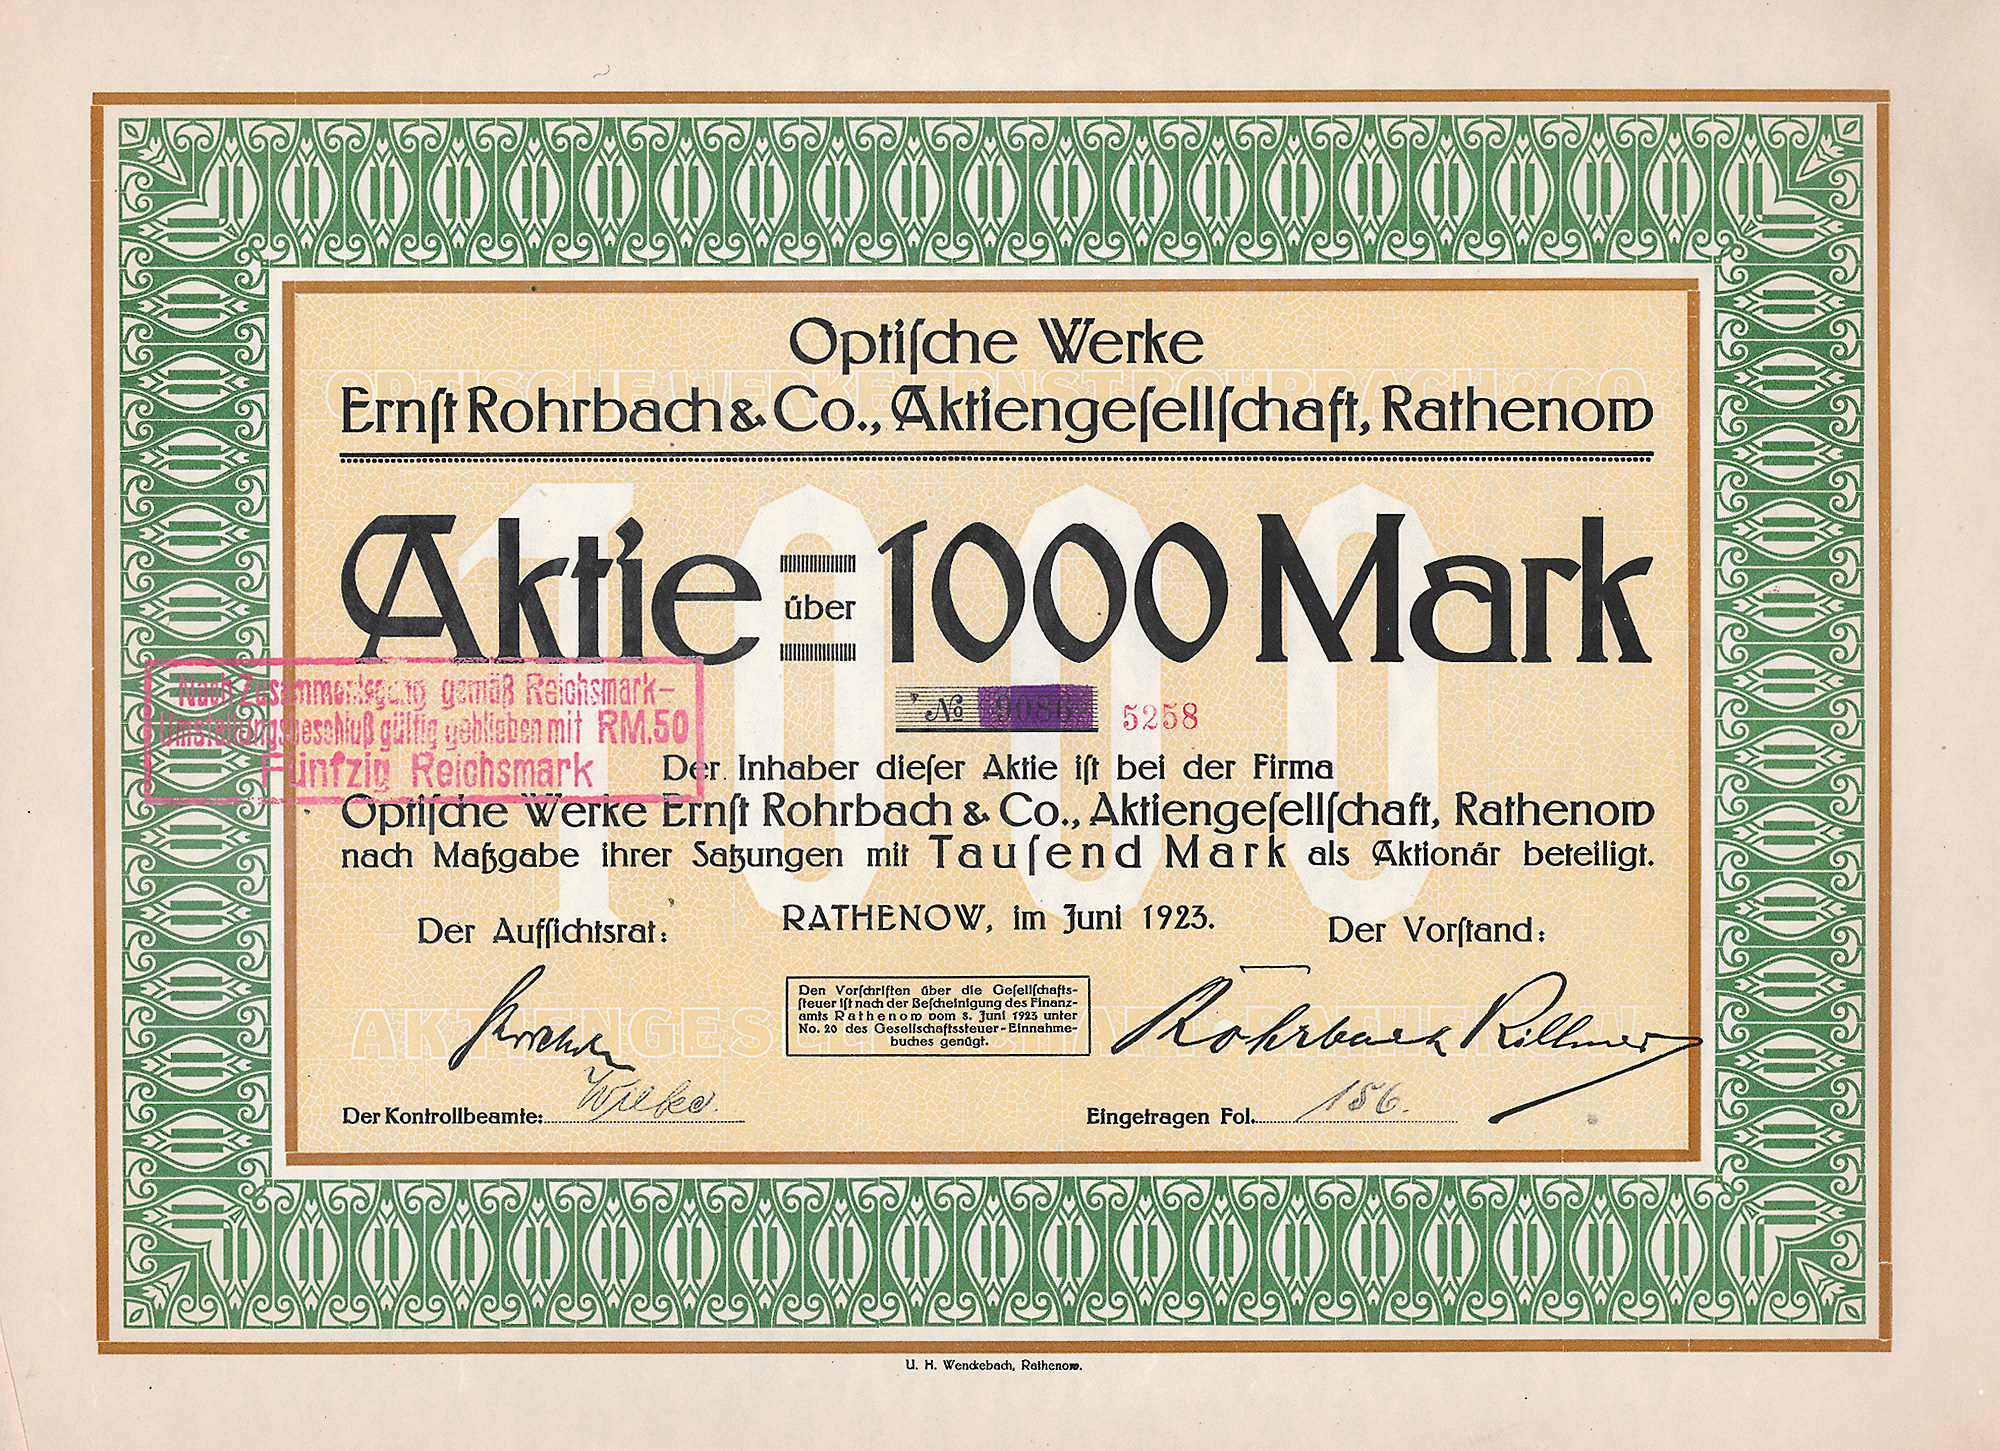 Optiſche Werke
Ernſt Rohrbach & Co., Aktiengeſellſchaft, Rathenow
Aktie über 1000 Mark
No 9086 5258
Nach Zusammenlegung gemäß Reichsmark-
Umstellungsbeschluß gültig geblieben mit RM.50
Fünfzig Reichsmark
Der Inhaber dieſer Aktie iſt bei der Firma
Optiſche Werke Ernſt Rohrbach & Co., Aktiengeſellſchaft, Rathenow
nach Maßgabe ihrer Satzungen mit Tauſend Mark als Aktionär beteiligt.
RATHENOW, im Juni 1923.
Der Aufſichtsrat:
Der Vorſtand:
Den Vorſchriften über die Geſellſchafts-
ſteuer iſt nach der Beſcheinigung des Finanz-
amts Rathenow vom 8. Juni 1923 unter
No. 20 des Gesellschaftssteuer-Einnahme-
buches genügt.
Rohrbach
Der Kontrollbeamte:
Eingetragen Fol. 186.
U. H. Wenckebach, Rathenow.